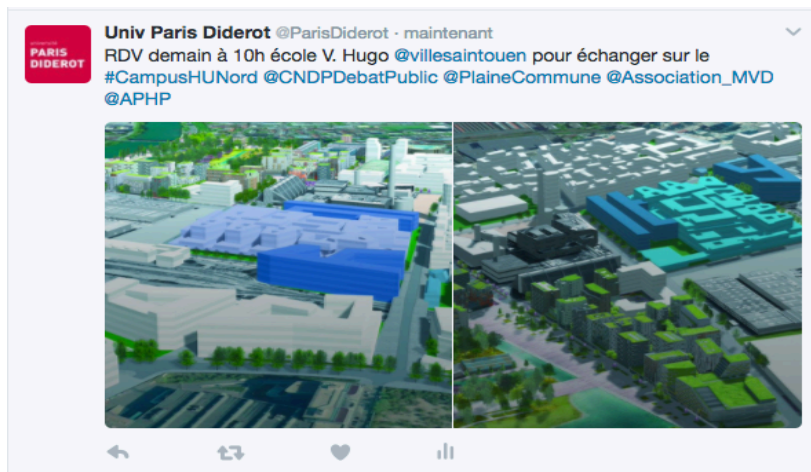 Univ Paris Diderot @ParisDiderot · maintenant
RDV demain à 10h école V. Hugo @villesaintouen pour échanger sur le
#CampusHUNord @CNDPDebatPublic @PlaineCommune @Association_MVD
@APHP
PARIS
DIDEROT